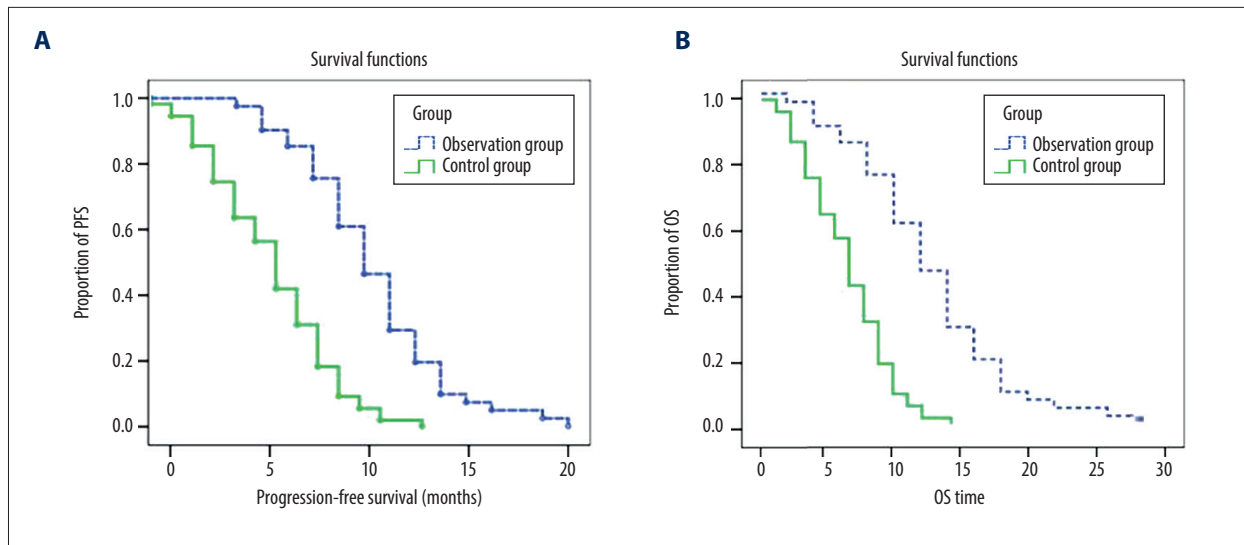 A
Survival functions
1.0
0.8
0.6
0.4
0.2
0.0
Proportion of PFS
Group
Observation group
Control group
0 5 10 15 20
Progression-free survival (months)
B
Survival functions
1.0
0.8
0.6
0.4
0.2
0.0
Proportion of OS
Group
Observation group
Control group
0 5 10 15 20 25 30
OS time